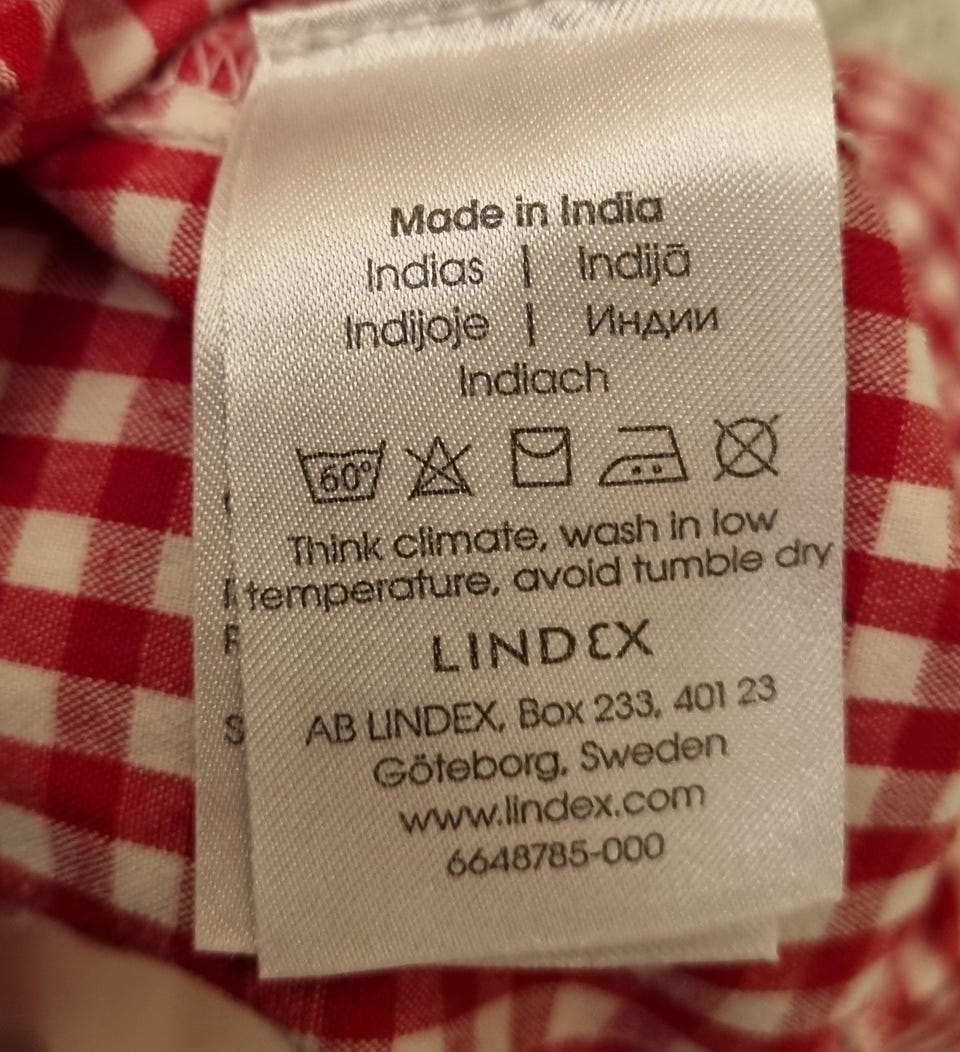 Made in India
Indias | Indijā
Indijoje | Индии
Indiach
60°
Think climate, wash in low
temperature, avoid tumble dry
LINDEX
AB LINDEX, Box 233, 401 23
Göteborg, Sweden
www.lindex.com
6648785-000